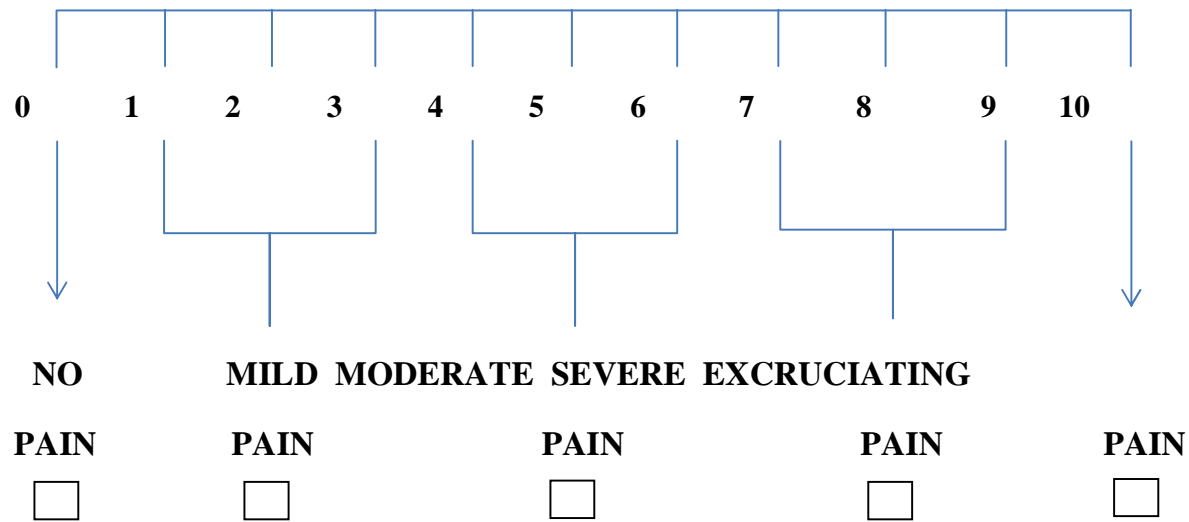 0 1 2 3 4 5 6 7 8 9 10
NO MILD MODERATE SEVERE EXCRUCIATING
PAIN PAIN PAIN PAIN PAIN